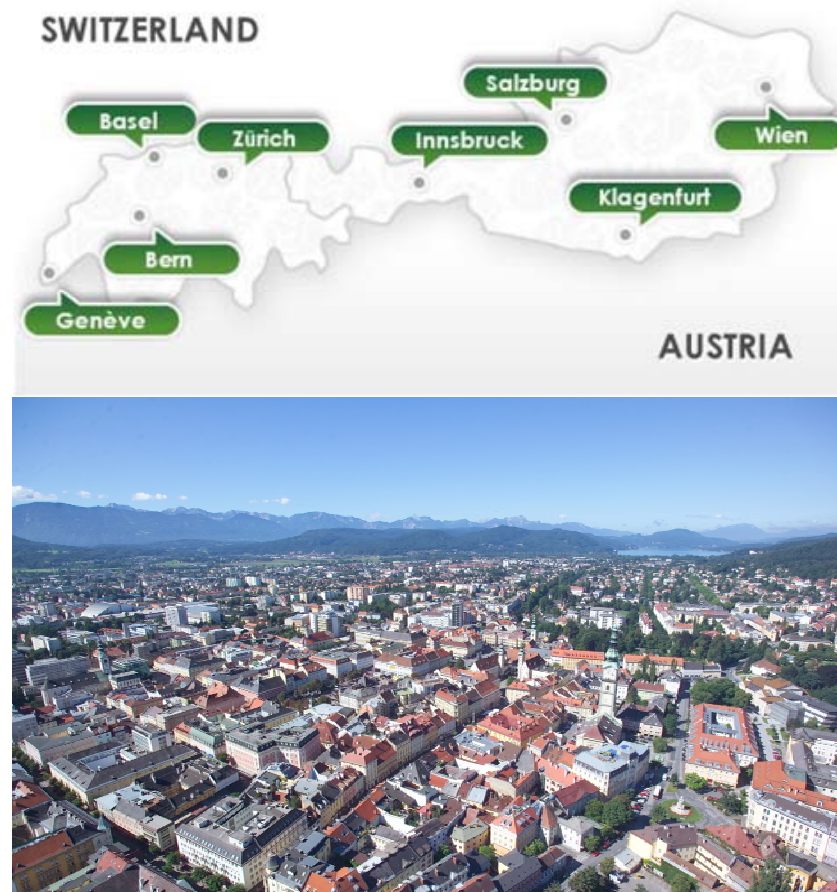 SWITZERLAND
Salzburg
Basel
Zürich
Innsbruck
Wien
Klagenfurt
Bern
Genève
AUSTRIA